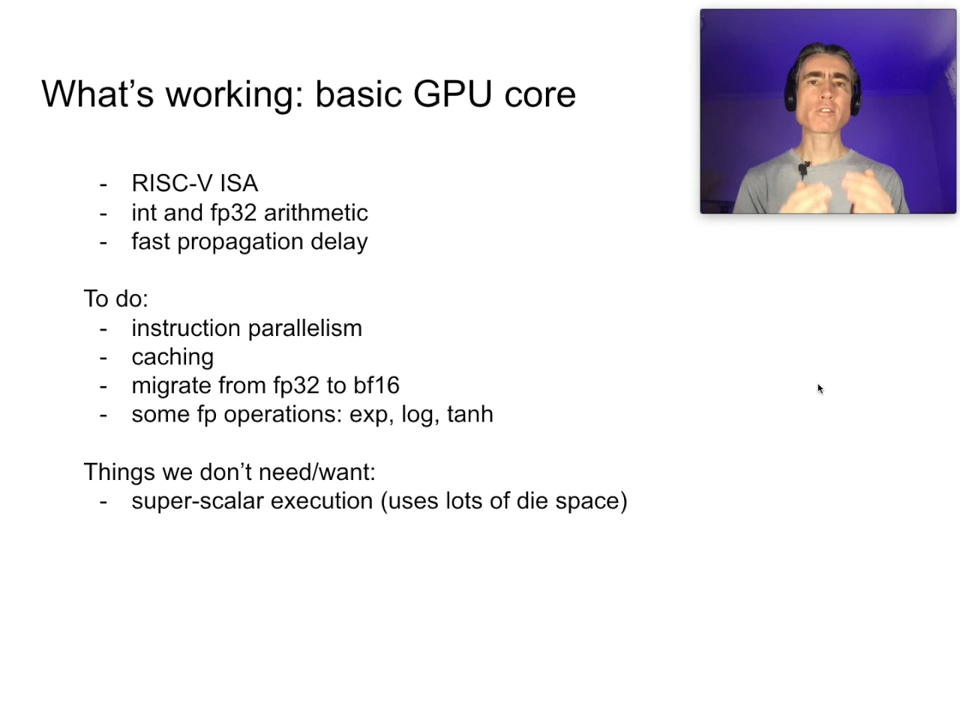 What's working: basic GPU core
- RISC-V ISA
- int and fp32 arithmetic
- fast propagation delay
To do:
- instruction parallelism
- caching
- migrate from fp32 to bf16
- some fp operations: exp, log, tanh
Things we don't need/want:
- super-scalar execution (uses lots of die space)